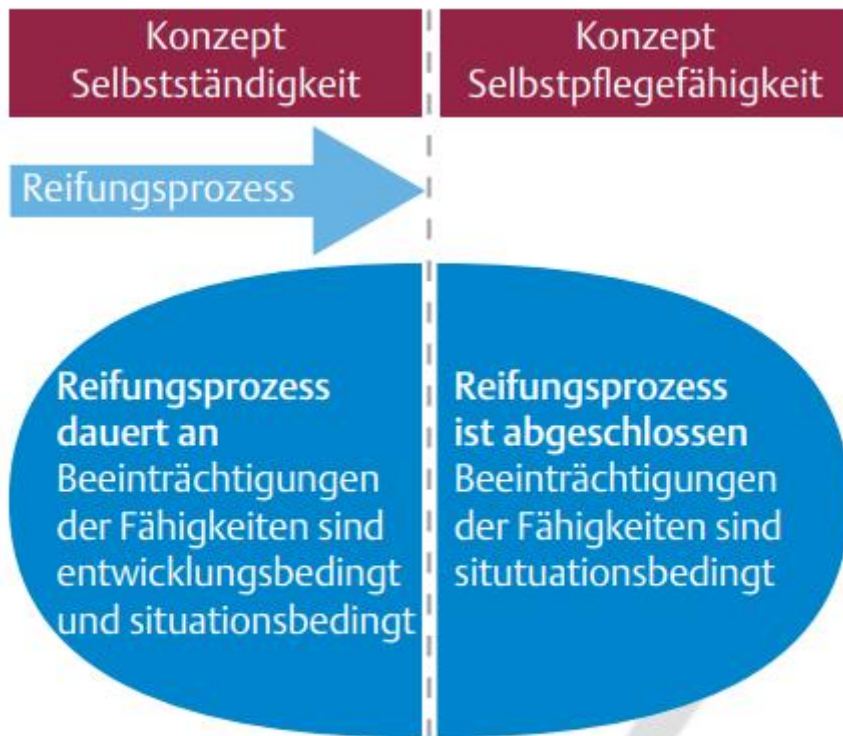 Konzept
Selbstständigkeit
Konzept
Selbstpflegefähigkeit
Reifungsprozess
Reifungsprozess
dauert an
Beeinträchtigungen
der Fähigkeiten sind
entwicklungsbedingt
und situationsbedingt
Reifungsprozess
ist abgeschlossen
Beeinträchtigungen
der Fähigkeiten sind
situtuationsbedingt